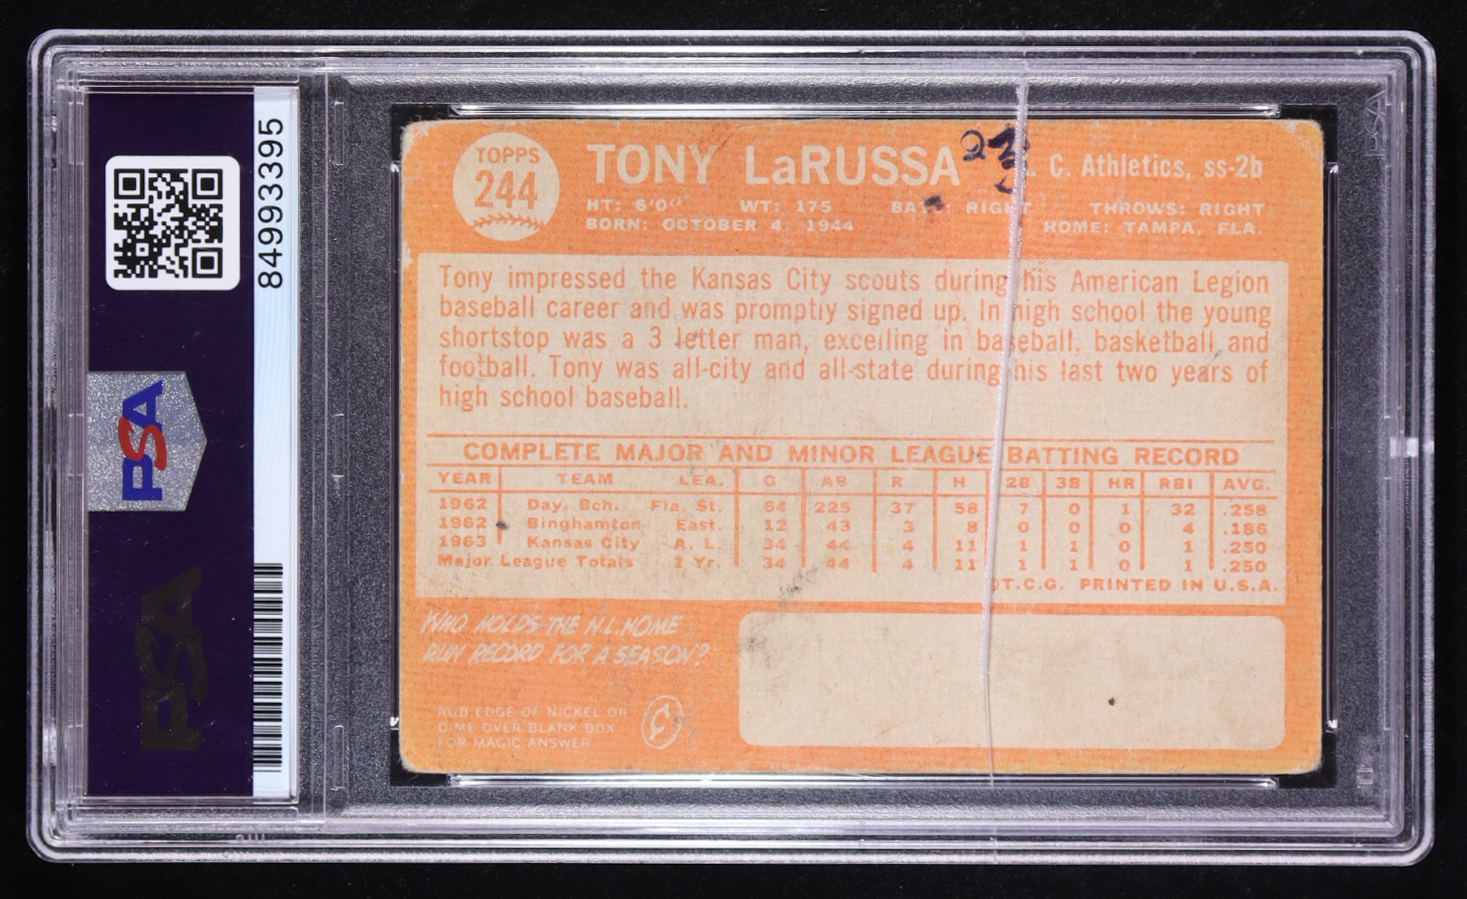 84993395
PSA
PSA
TOPPS
244
TONY LaRUSSA
23
C. Athletics, ss-2b
HT: 6'0" WT: 175 BATS: RIGHT THROWS: RIGHT
BORN: OCTOBER 4, 1944 HOME: TAMPA, FLA.
Tony impressed the Kansas City scouts during his American Legion
baseball career and was promptly signed up. In high school the young
shortstop was a 3 letter man, excelling in baseball, basketball and
football. Tony was all-city and all-state during his last two years of
high school baseball.
COMPLETE MAJOR AND MINOR LEAGUE BATTING RECORD
YEAR TEAM LEA. G AB R H 2B 3B HR RBI AVG.
1962 Day. Bch. Fla. St. 64 225 37 58 7 0 1 32 .258
1962 Binghamton East. 12 43 3 8 0 0 0 4 .186
1963 Kansas City A. L. 34 44 4 11 1 1 0 1 .250
Major League Totals 1 Yr. 34 44 4 11 1 1 0 1 .250
T.C.G. PRINTED IN U.S.A.
WHO HOLDS THE N.L. HOME
RUN RECORD FOR A SEASON?
RUB EDGE OF NICKEL OR
DIME OVER BLANK BOX
FOR MAGIC ANSWER